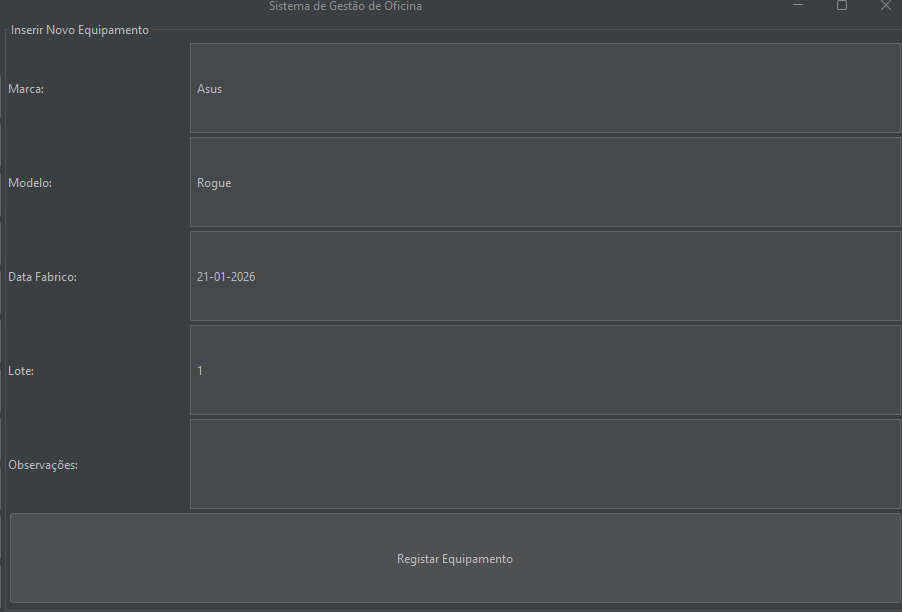 Sistema de Gestão de Oficina
Inserir Novo Equipamento
Marca: Asus
Modelo: Rogue
Data Fabrico: 21-01-2026
Lote: 1
Observações:
Registar Equipamento